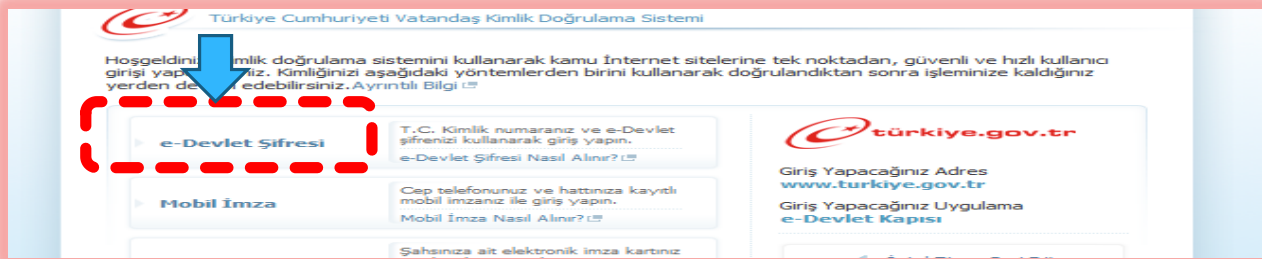 Türkiye Cumhuriyeti Vatandaş Kimlik Doğrulama Sistemi
Hoşgeldiniz. kimlik doğrulama sistemini kullanarak kamu İnternet sitelerine tek noktadan, güvenli ve hızlı kullanıcı
girişi iz. Kimliğinizi aşağıdaki yöntemlerden birini kullanarak doğrulandıktan sonra işleminize kaldığınız
yerden edebilirsiniz.Ayrıntılı Bilgi
e-Devlet Şifresi
T.C. Kimlik numaranız ve e-Devlet
şifrenizi kullanarak giriş yapın.
e-Devlet Şifresi Nasıl Alınır?
Mobil İmza
Cep telefonunuz ve hattınıza kayıtlı
mobil imzanız ile giriş yapın.
Mobil İmza Nasıl Alınır?
Şahsınıza ait elektronik imza kartınız
türkiye.gov.tr
Giriş Yapacağınız Adres
www.turkiye.gov.tr
Giriş Yapacağınız Uygulama
e-Devlet Kapısı